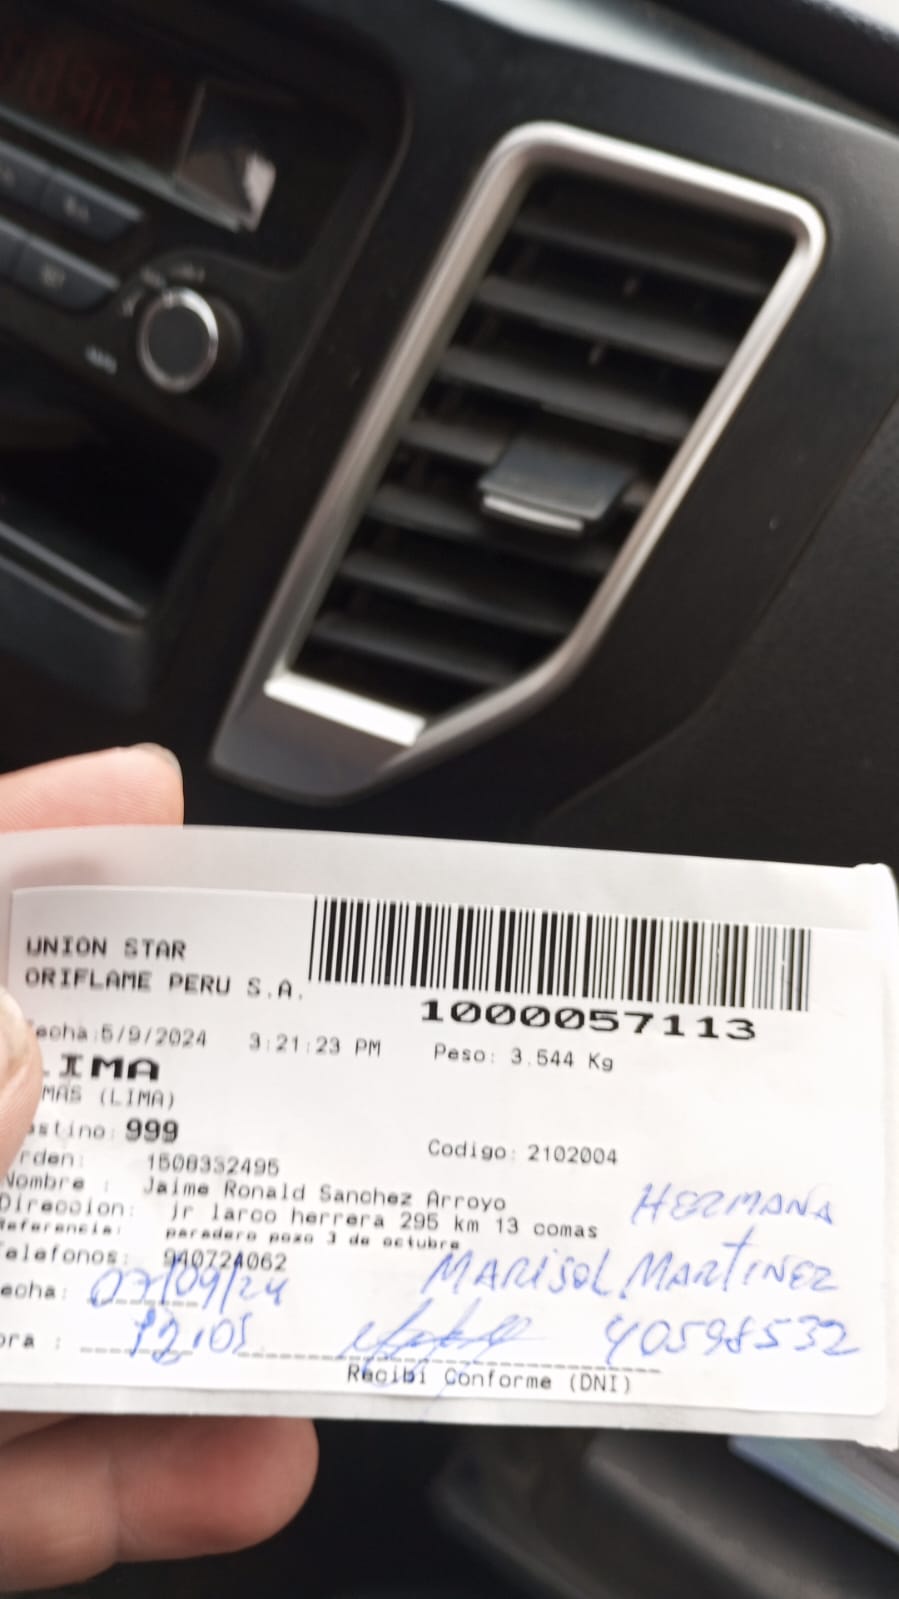 UNION STAR
ORIFLAME PERU S.A.
1000057113
echa:5/9/2024 3:21:23 PM Peso: 3.544 Kg
LIMA
MAS (LIMA)
stino: 999
rden: 1508352495 Codigo: 2102004
Nombre : Jaime Ronald Sanchez Arroyo
Direccion: jr larco herrera 295 km 13 comas HERMANA
Referencia: paradero pozo 3 de octubre
elefonos: 940724062 MARISOL MARTINEZ
echa: 07/09/24
ora : 12:05 40598532
Recibi Conforme (DNI)